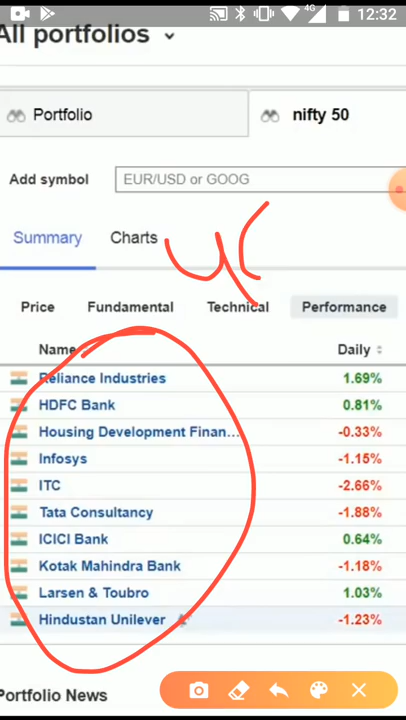 4G 12:32
All portfolios
Portfolio nifty 50
Add symbol EUR/USD or GOOG
Summary Charts
Price Fundamental Technical Performance
Name Daily
Reliance Industries 1.69%
HDFC Bank 0.81%
Housing Development Finan... -0.33%
Infosys -1.15%
ITC -2.66%
Tata Consultancy -1.88%
ICICI Bank 0.64%
Kotak Mahindra Bank -1.18%
Larsen & Toubro 1.03%
Hindustan Unilever -1.23%
Portfolio News